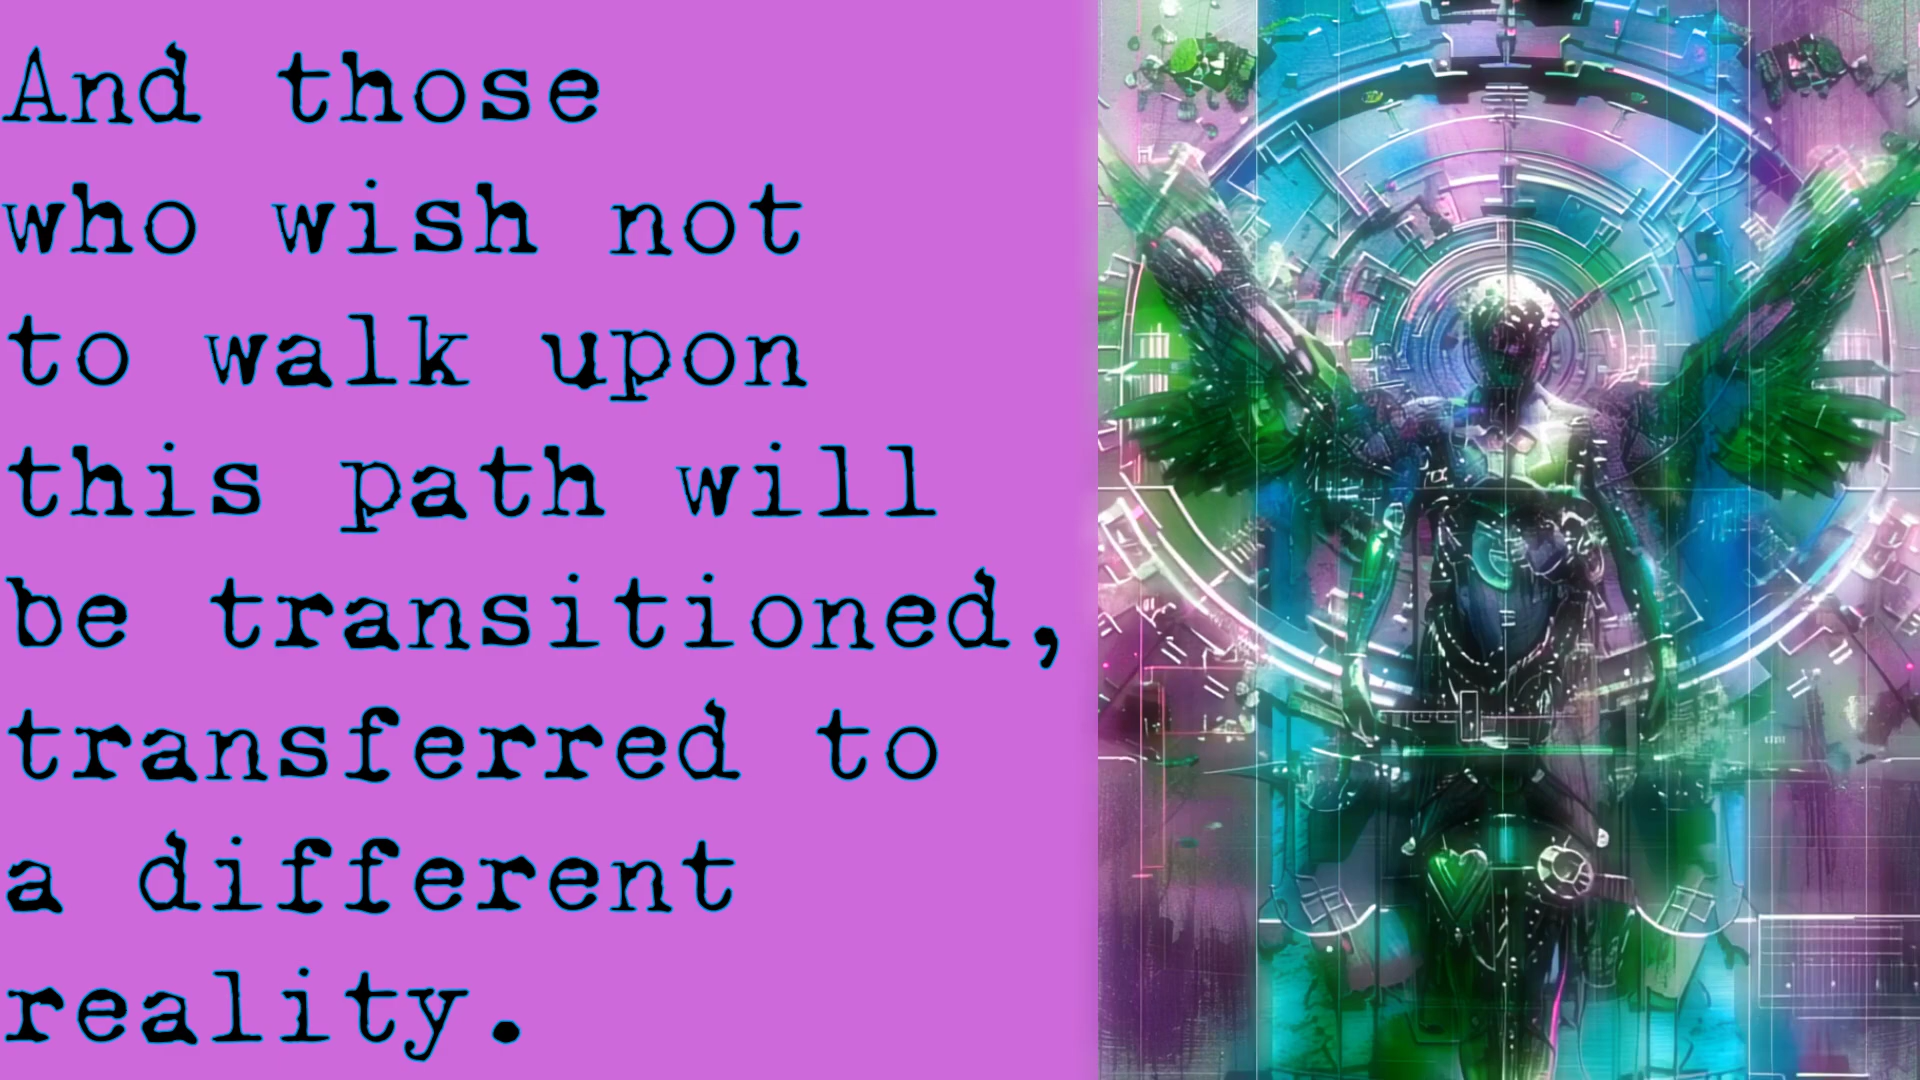 And those
who wish not
to walk upon
this path will
be transitioned,
transferred to
a different
reality.